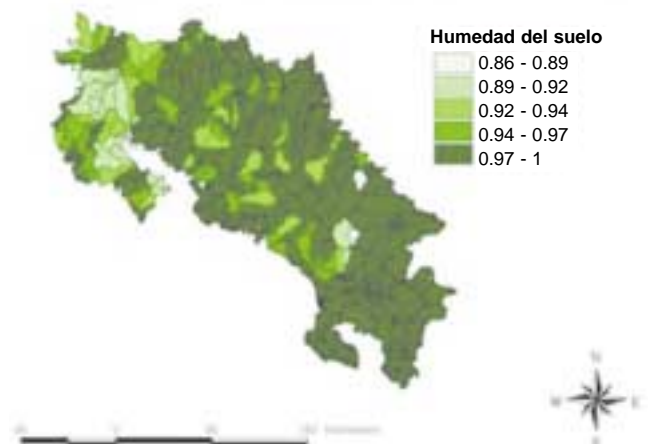 Humedad del suelo
0.86 - 0.89
0.89 - 0.92
0.92 - 0.94
0.94 - 0.97
0.97 - 1
N
W
E